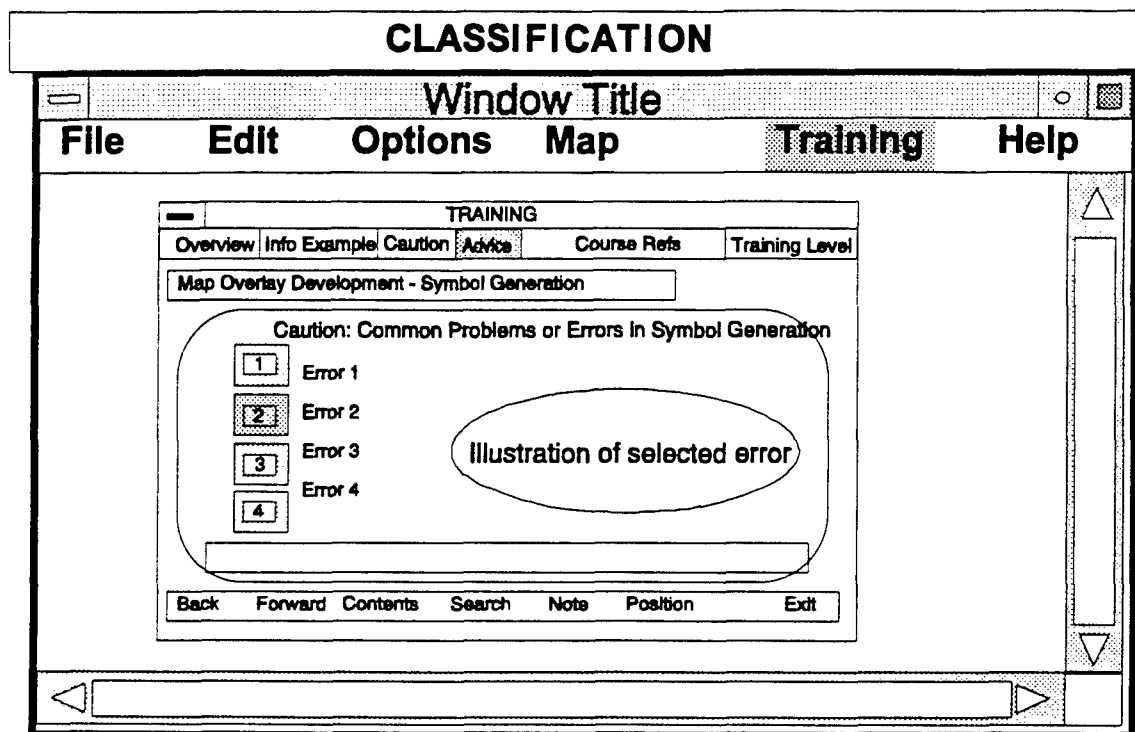 CLASSIFICATION
Window Title
File Edit Options Map Training Help
TRAINING
Overview Info Example Caution Advice Course Refs Training Level
Map Overlay Development - Symbol Generation
Caution: Common Problems or Errors in Symbol Generation
1 Error 1
2 Error 2
3 Error 3
4 Error 4
Illustration of selected error
Back Forward Contents Search Note Position Exit